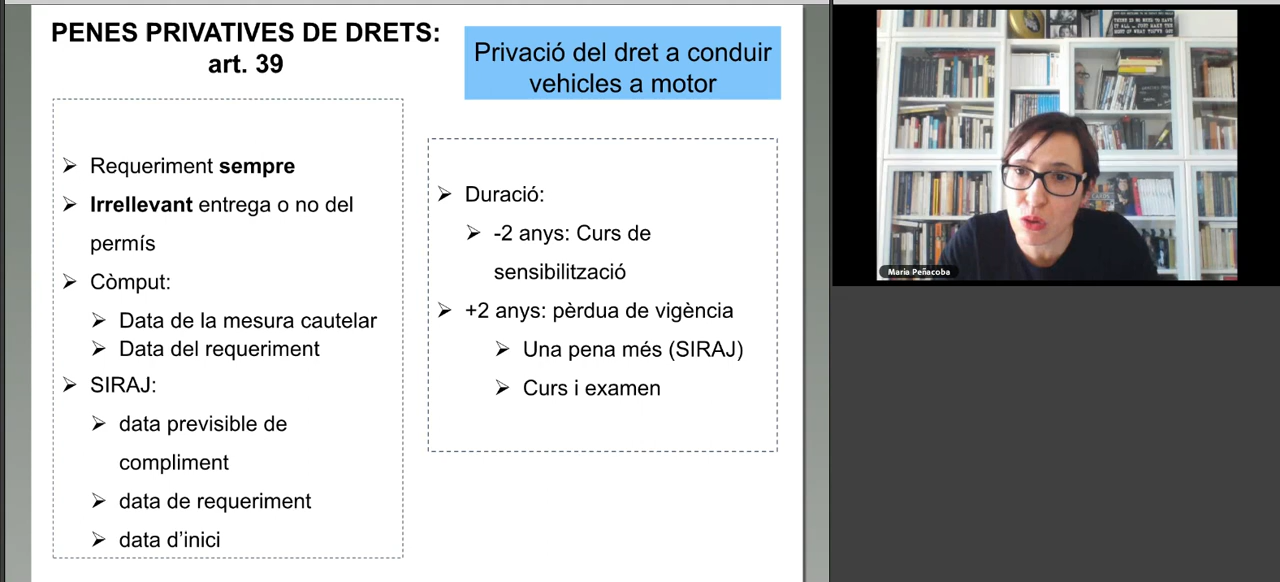 PENES PRIVATIVES DE DRETS:
art. 39
Privació del dret a conduir
vehicles a motor
➢ Requeriment sempre
➢ Irrellevant entrega o no del
permís
➢ Còmput:
➢ Data de la mesura cautelar
➢ Data del requeriment
➢ SIRAJ:
➢ data previsible de
compliment
➢ data de requeriment
➢ data d’inici
➢ Duració:
➢ -2 anys: Curs de
sensibilització
➢ +2 anys: pèrdua de vigència
➢ Una pena més (SIRAJ)
➢ Curs i examen
Maria Peñacoba